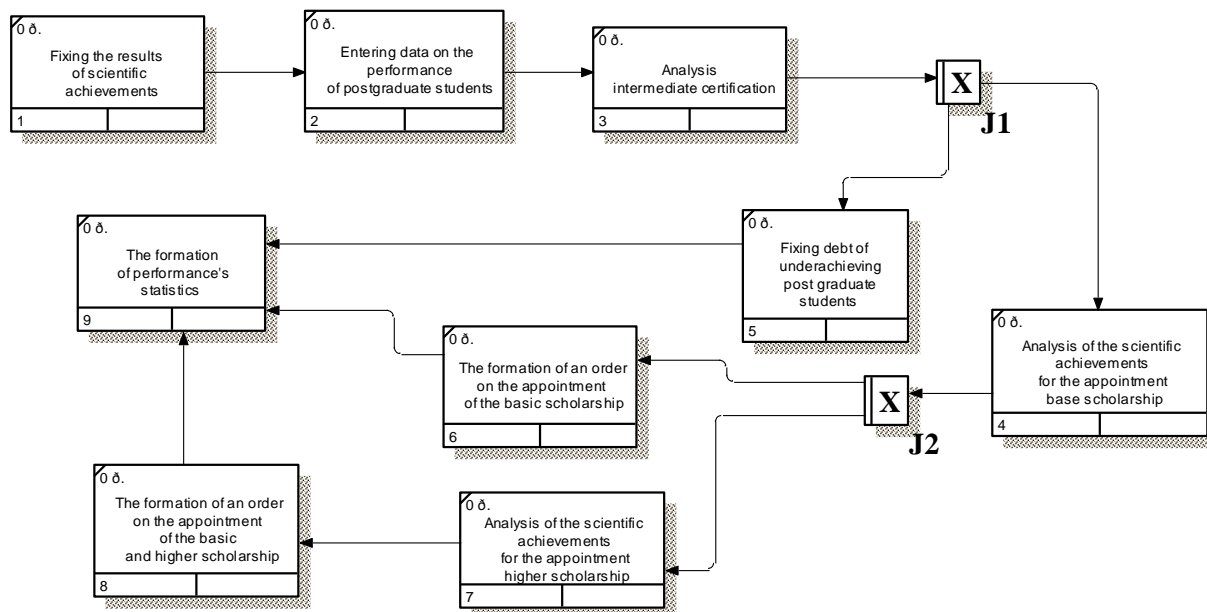 0 ð.
Fixing the results
of scientific
achievements
1
0 ð.
Entering data on the
performance
of postgraduate students
2
0 ð.
Analysis
intermediate certification
3
X
J1
0 ð.
The formation
of performance's
statistics
9
0 ð.
Fixing debt of
underachieving
post graduate
students
5
0 ð.
Analysis of the scientific
achievements
for the appointment
base scholarship
4
0 ð.
The formation of an order
on the appointment
of the basic scholarship
6
X
J2
0 ð.
The formation of an order
on the appointment
of the basic
and higher scholarship
8
0 ð.
Analysis of the scientific
achievements
for the appointment
higher scholarship
7